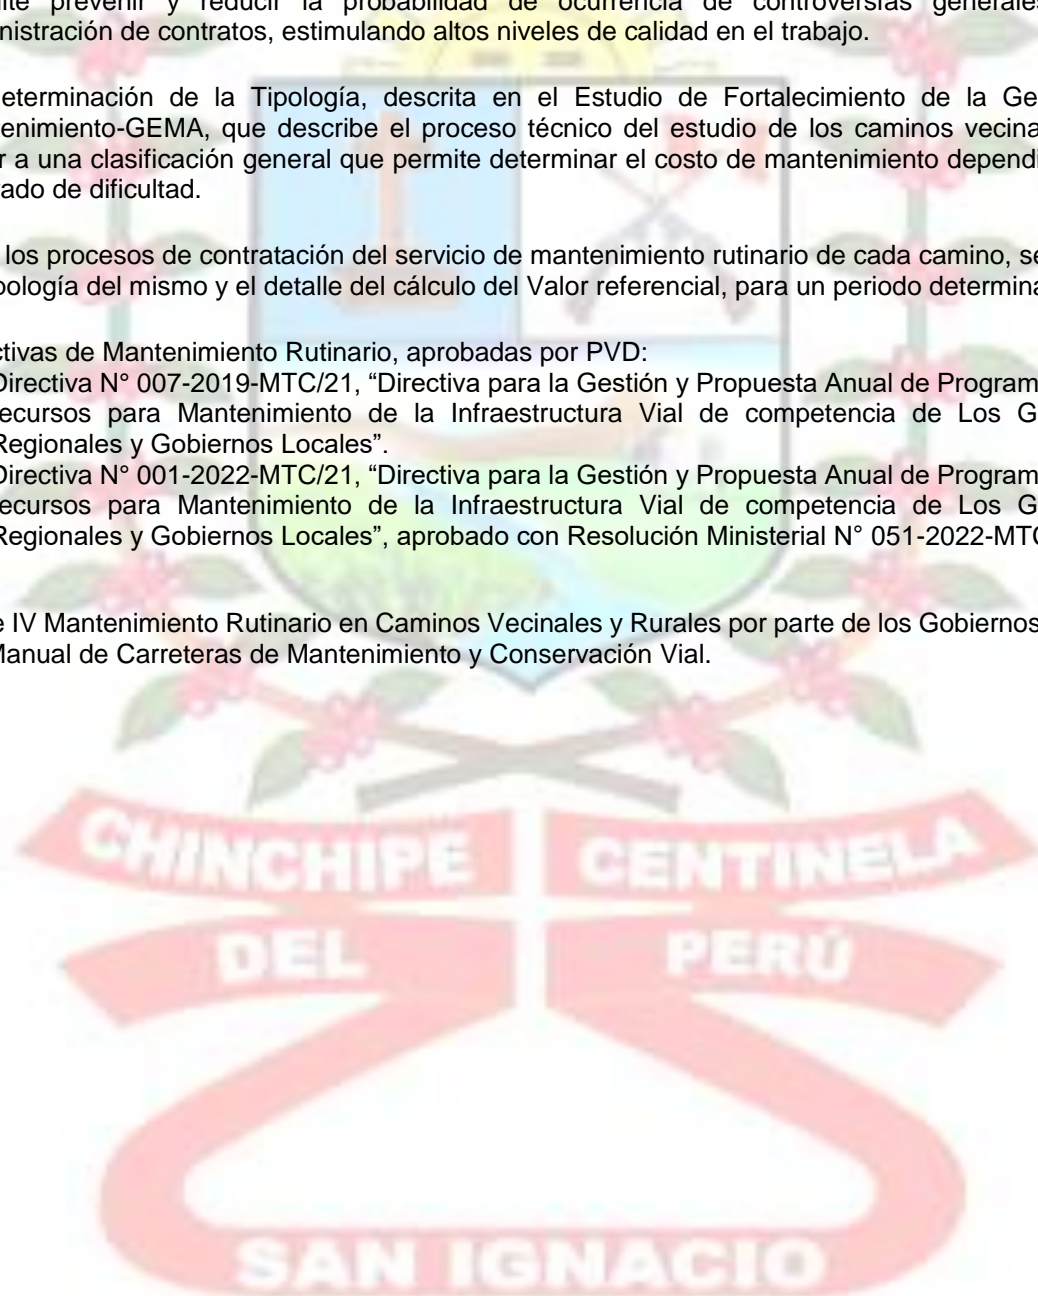 ite prevenir y reducir la probabilidad de ocurrencia de controversias generales
nistración de contratos, estimulando altos niveles de calidad en el trabajo.
eterminación de la Tipología, descrita en el Estudio de Fortalecimiento de la Ge
enimiento-GEMA, que describe el proceso técnico del estudio de los caminos vecina
r a una clasificación general que permite determinar el costo de mantenimiento dependi
ado de dificultad.
los procesos de contratación del servicio de mantenimiento rutinario de cada camino, se
pología del mismo y el detalle del cálculo del Valor referencial, para un periodo determina
ctivas de Mantenimiento Rutinario, aprobadas por PVD:
Directiva N° 007-2019-MTC/21, “Directiva para la Gestión y Propuesta Anual de Program
ecursos para Mantenimiento de la Infraestructura Vial de competencia de Los G
Regionales y Gobiernos Locales”.
Directiva N° 001-2022-MTC/21, “Directiva para la Gestión y Propuesta Anual de Program
ecursos para Mantenimiento de la Infraestructura Vial de competencia de Los G
Regionales y Gobiernos Locales”, aprobado con Resolución Ministerial N° 051-2022-MTC
e IV Mantenimiento Rutinario en Caminos Vecinales y Rurales por parte de los Gobiernos
Manual de Carreteras de Mantenimiento y Conservación Vial.
CHINCHIPE CENTINELA
DEL PERÚ
SAN IGNACIO